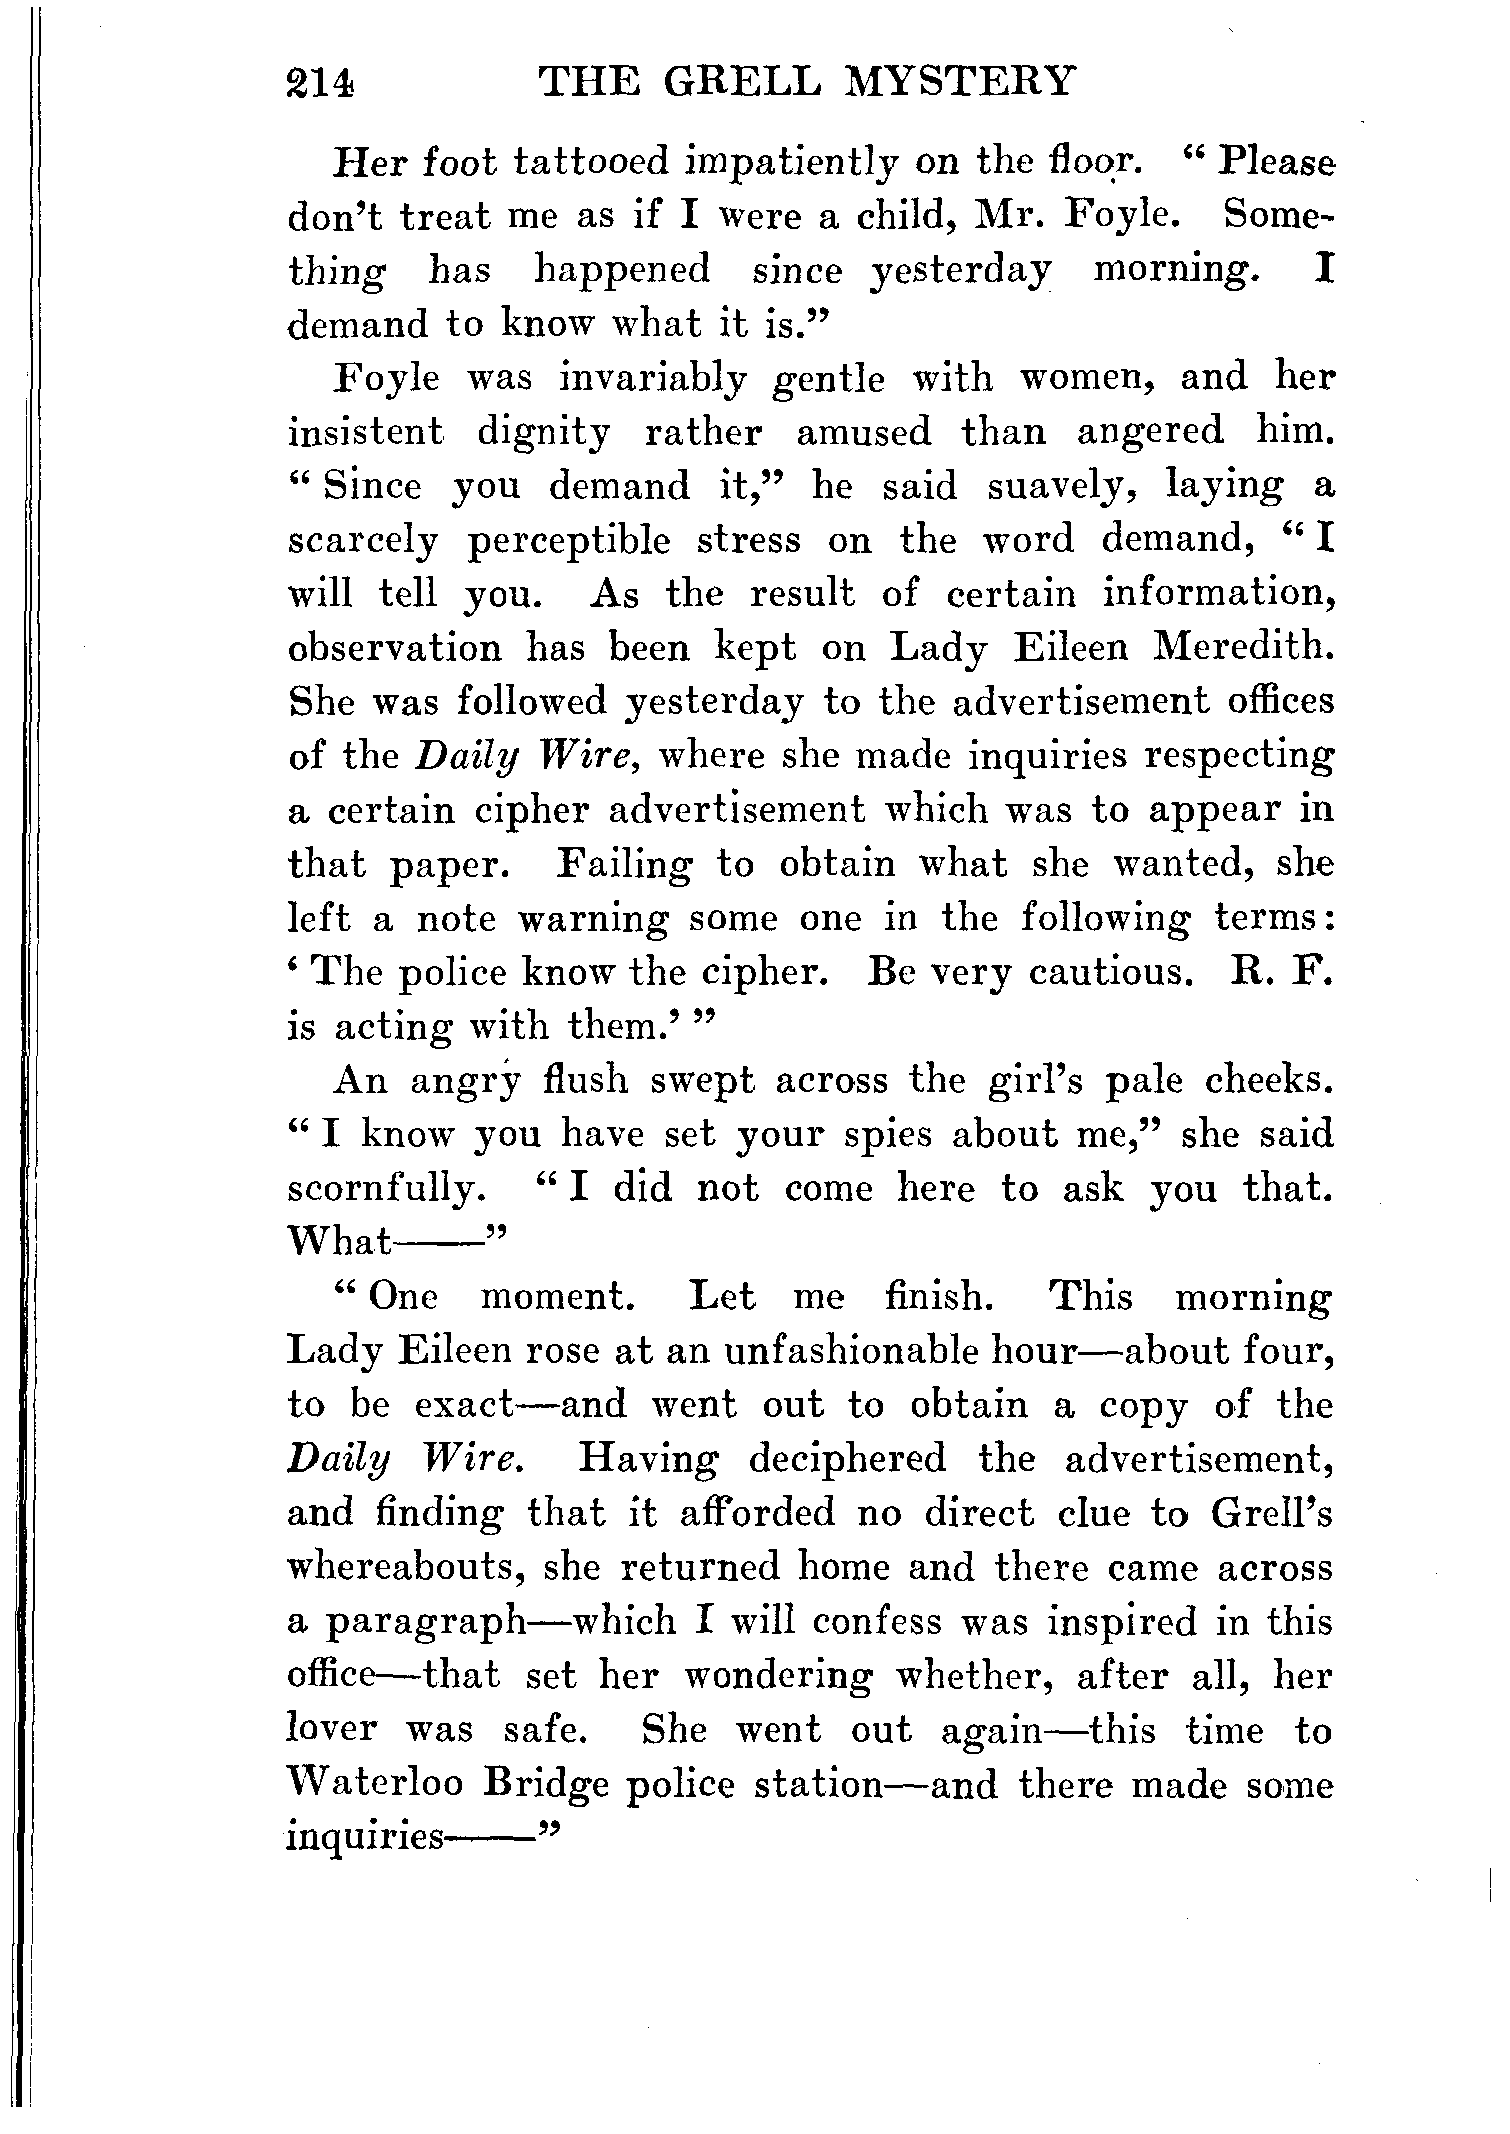 214 THE GRELL MYSTERY
Her foot tattooed impatiently on the floor. “ Please
don’t treat me as if I were a child, Mr. Foyle. Some-
thing has happened since yesterday morning. I
demand to know what it is.”
Foyle was invariably gentle with women, and her
insistent dignity rather amused than angered him.
“ Since you demand it,” he said suavely, laying a
scarcely perceptible stress on the word demand, “ I
will tell you. As the result of certain information,
observation has been kept on Lady Eileen Meredith.
She was followed yesterday to the advertisement offices
of the Daily Wire, where she made inquiries respecting
a certain cipher advertisement which was to appear in
that paper. Failing to obtain what she wanted, she
left a note warning some one in the following terms:
‘ The police know the cipher. Be very cautious. R. F.
is acting with them.’ ”
An angry flush swept across the girl’s pale cheeks.
“ I know you have set your spies about me,” she said
scornfully. “ I did not come here to ask you that.
What——”
“ One moment. Let me finish. This morning
Lady Eileen rose at an unfashionable hour—about four,
to be exact—and went out to obtain a copy of the
Daily Wire. Having deciphered the advertisement,
and finding that it afforded no direct clue to Grell’s
whereabouts, she returned home and there came across
a paragraph—which I will confess was inspired in this
office—that set her wondering whether, after all, her
lover was safe. She went out again—this time to
Waterloo Bridge police station—and there made some
inquiries——”